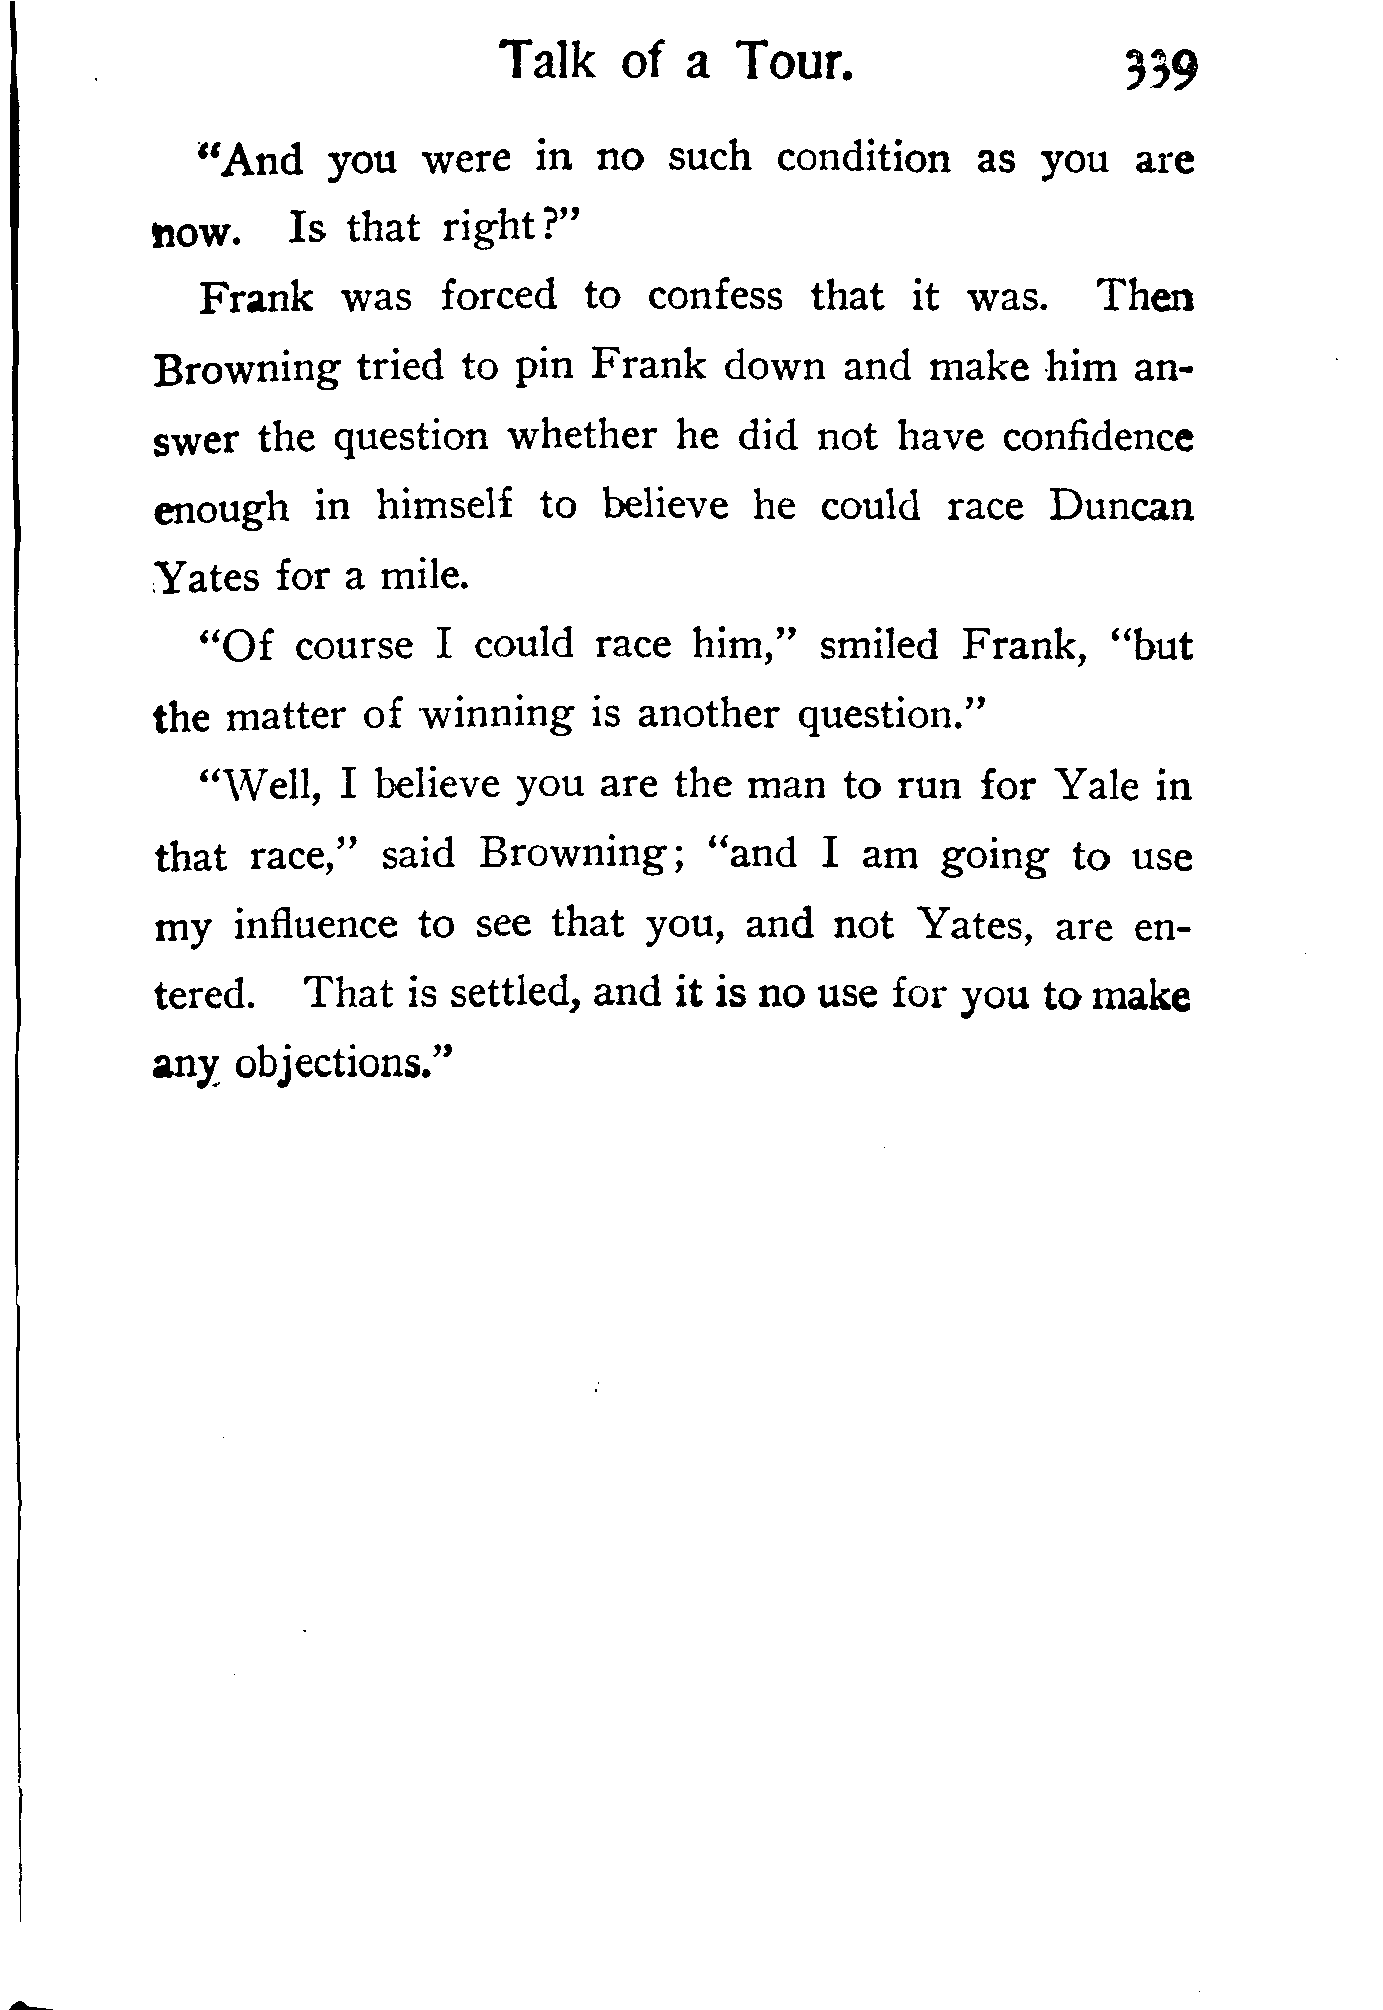 Talk of a Tour. 339
"And you were in no such condition as you are
now. Is that right?"
Frank was forced to confess that it was. Then
Browning tried to pin Frank down and make him an-
swer the question whether he did not have confidence
enough in himself to believe he could race Duncan
Yates for a mile.
"Of course I could race him," smiled Frank, "but
the matter of winning is another question."
"Well, I believe you are the man to run for Yale in
that race," said Browning; "and I am going to use
my influence to see that you, and not Yates, are en-
tered. That is settled, and it is no use for you to make
any objections."